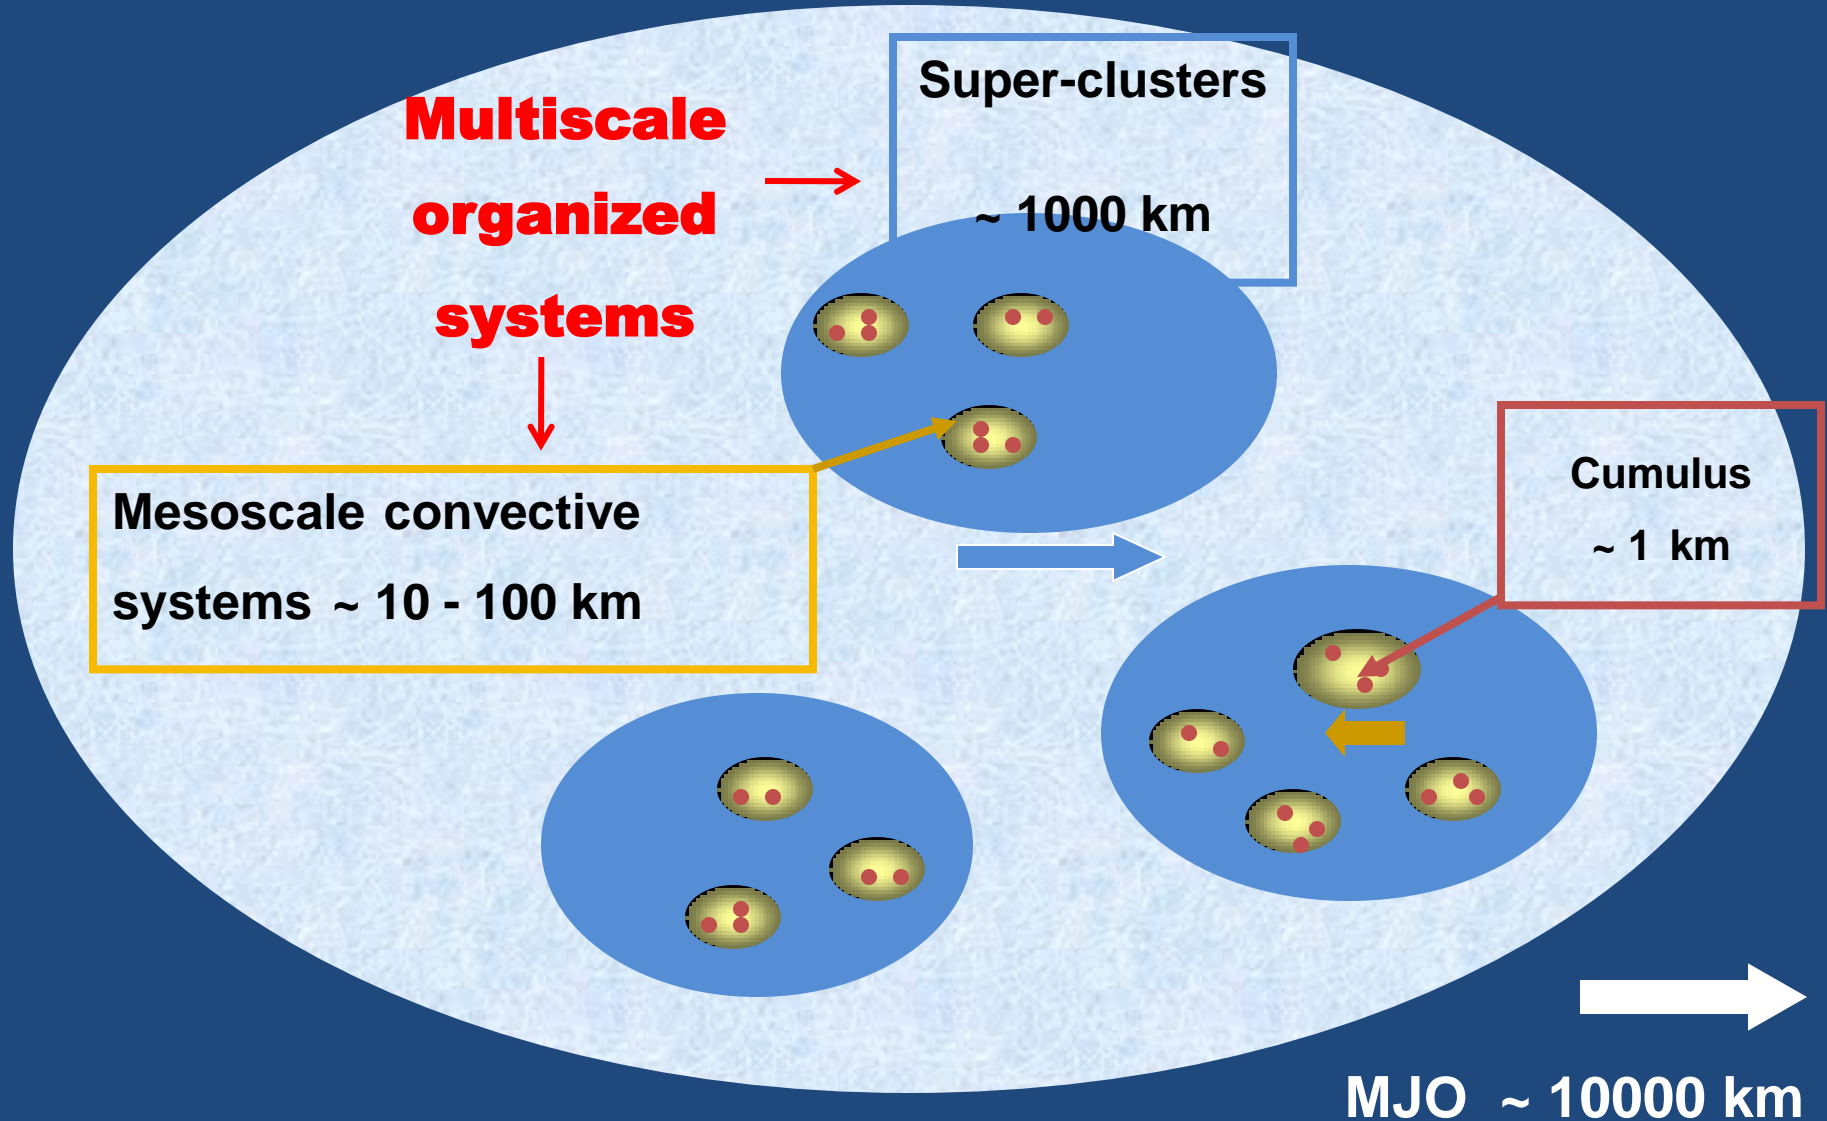 Multiscale
organized
systems
Super-clusters
~ 1000 km
Mesoscale convective
systems ~ 10 - 100 km
Cumulus
~ 1 km
MJO ~ 10000 km